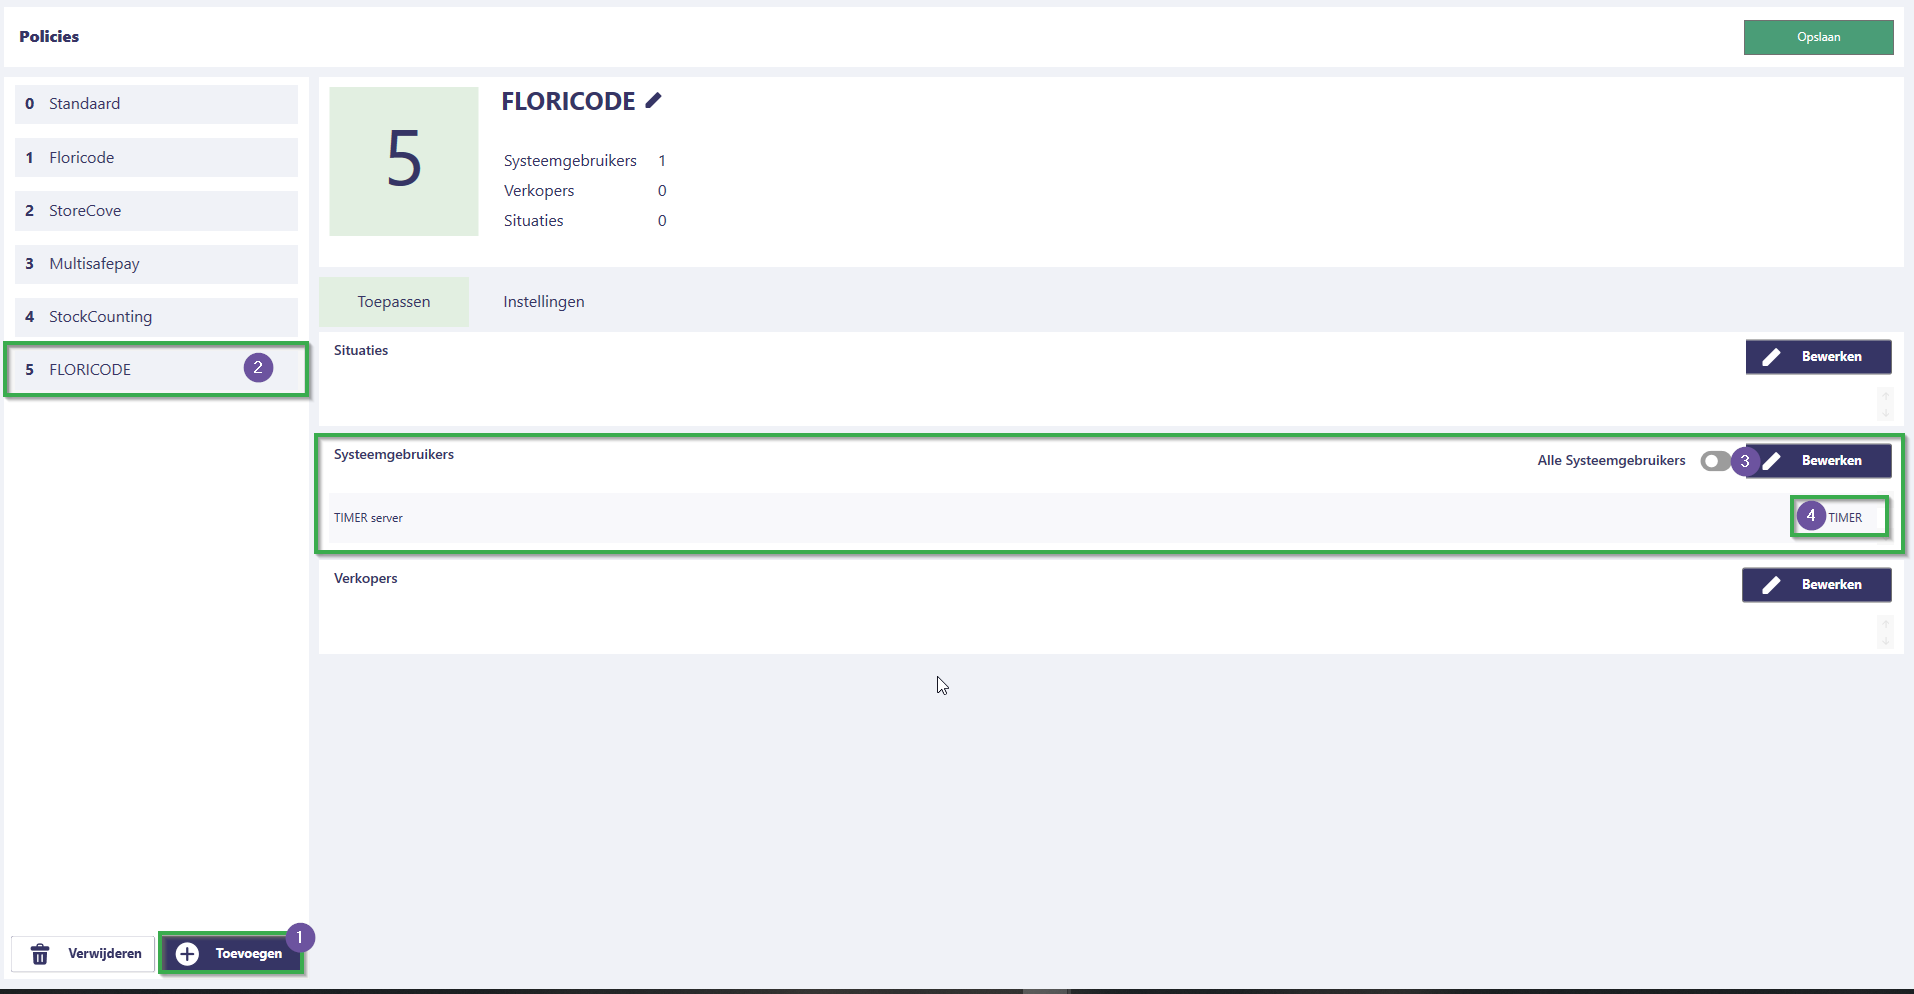 Policies
Opslaan
0 Standaard
1 Floricode
2 StoreCove
3 Multisafepay
4 StockCounting
5 FLORICODE 2
Verwijderen
Toevoegen 1
5
FLORICODE
Systeemgebruikers 1
Verkopers 0
Situaties 0
Toepassen Instellingen
Situaties Bewerken
Systeemgebruikers Alle Systeemgebruikers 3 Bewerken
TIMER server 4 TIMER
Verkopers Bewerken